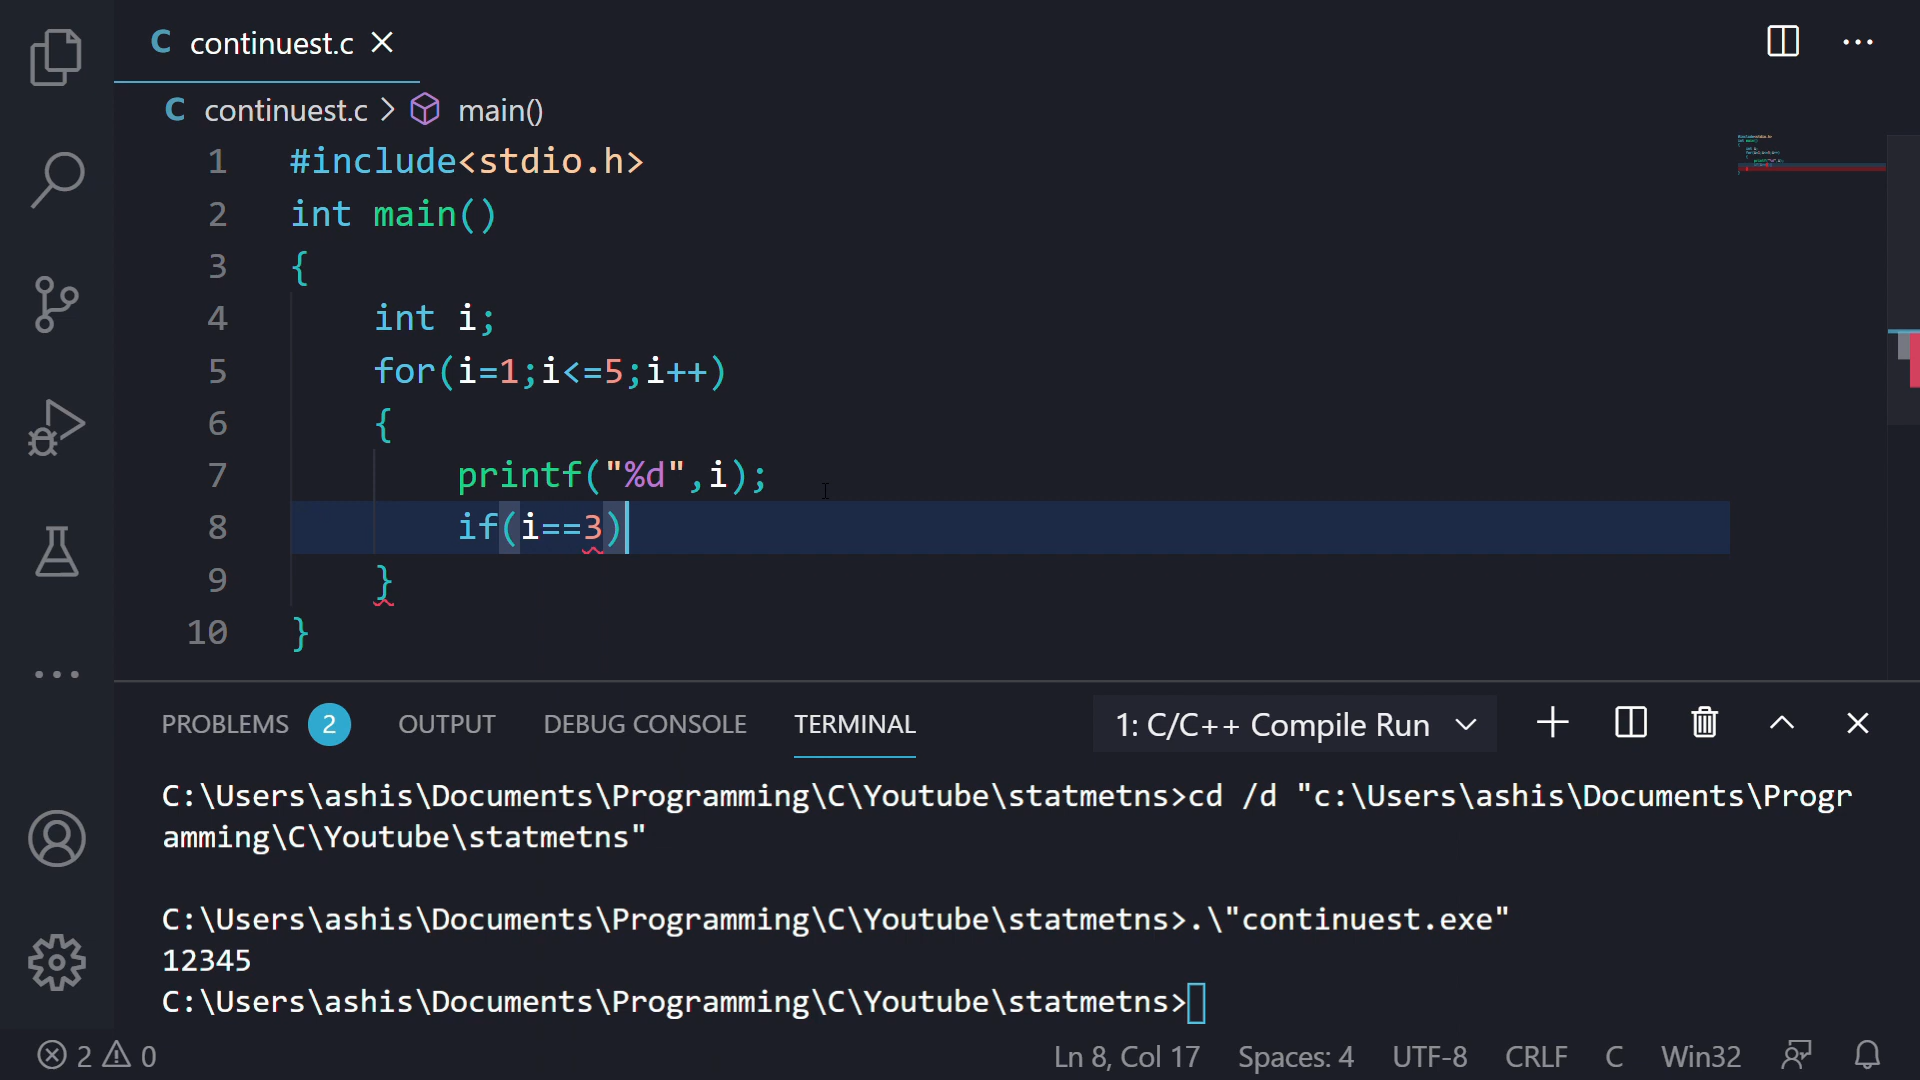 C continuest.c
C continuest.c > main()
1 #include<stdio.h>
2 int main()
3 {
4 int i;
5 for(i=1;i<=5;i++)
6 {
7 printf("%d",i);
8 if(i==3)
9 }
10 }
PROBLEMS 2 OUTPUT DEBUG CONSOLE TERMINAL 1: C/C++ Compile Run
C:\Users\ashis\Documents\Programming\C\Youtube\statmetns>cd /d "c:\Users\ashis\Documents\Progr
amming\C\Youtube\statmetns"
C:\Users\ashis\Documents\Programming\C\Youtube\statmetns>.\"continuest.exe"
12345
C:\Users\ashis\Documents\Programming\C\Youtube\statmetns>
2 0 Ln 8, Col 17 Spaces: 4 UTF-8 CRLF C Win32